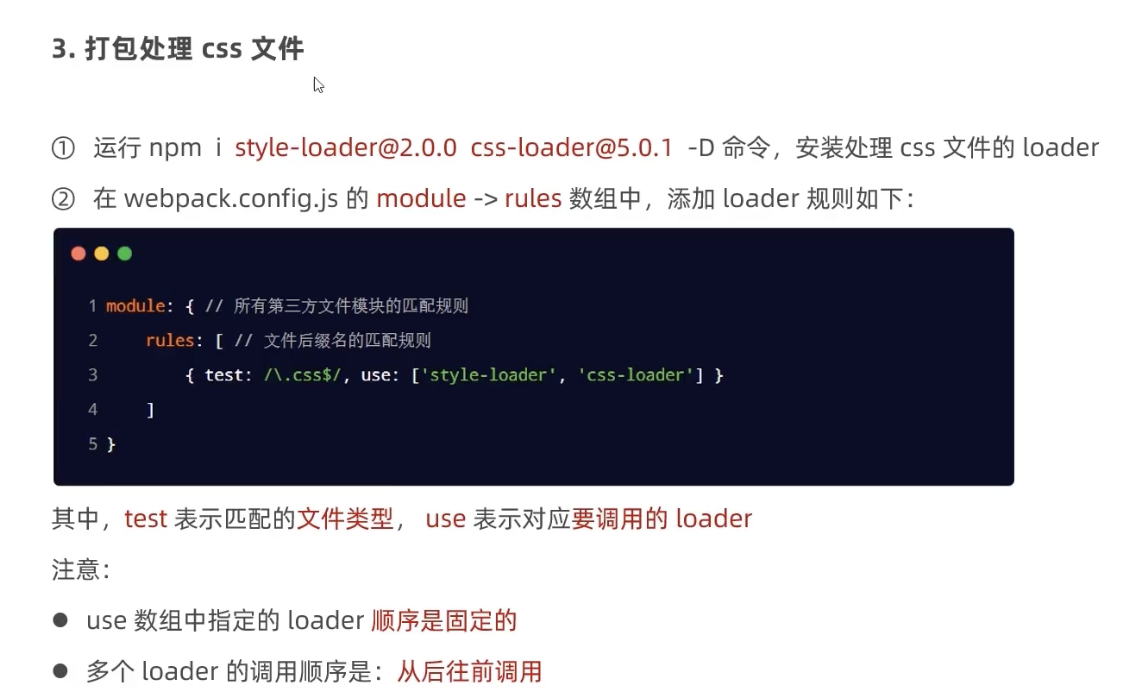 3. 打包处理 css 文件
① 运行 npm i style-loader@2.0.0 css-loader@5.0.1 -D 命令，安装处理 css 文件的 loader
② 在 webpack.config.js 的 module -> rules 数组中，添加 loader 规则如下：
1 module: { // 所有第三方文件模块的匹配规则
2     rules: [ // 文件后缀名的匹配规则
3         { test: /\.css$/, use: ['style-loader', 'css-loader'] }
4     ]
5 }
其中，test 表示匹配的文件类型， use 表示对应要调用的 loader
注意：
● use 数组中指定的 loader 顺序是固定的
● 多个 loader 的调用顺序是：从后往前调用